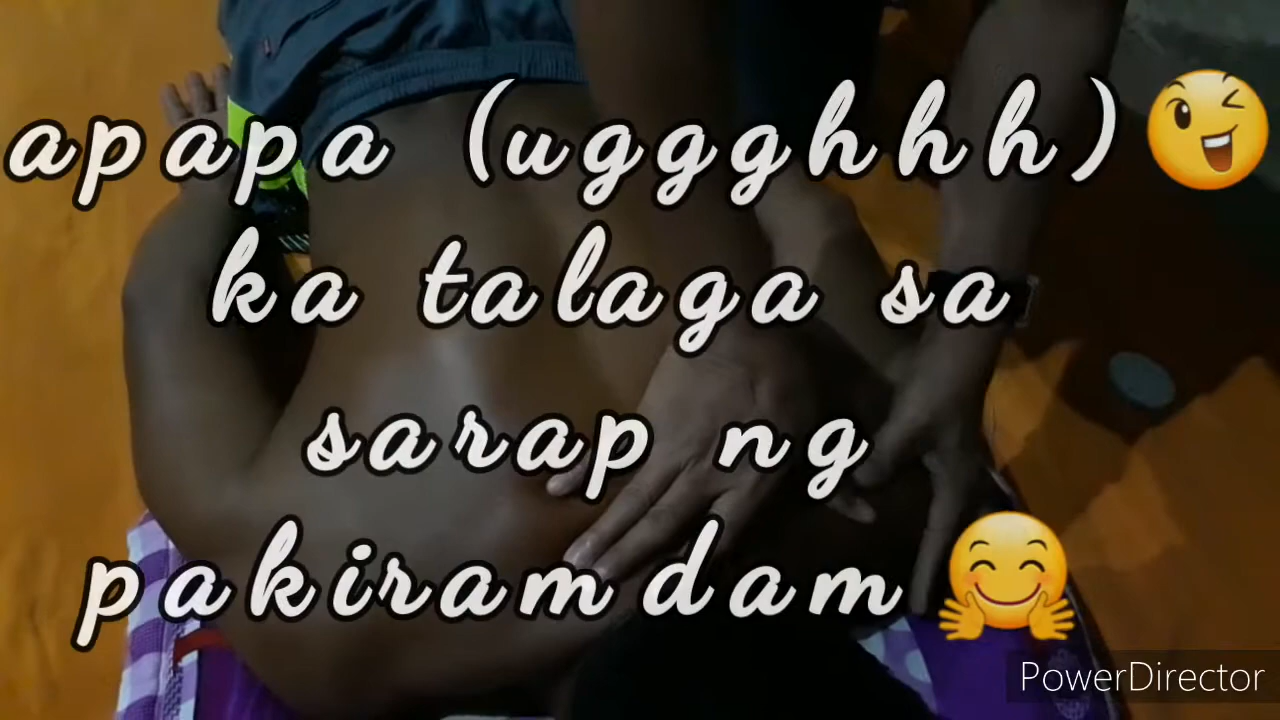 apapa (uggghhh)😉
ka talaga sa
sarap ng
pakiramdam🤗
PowerDirector